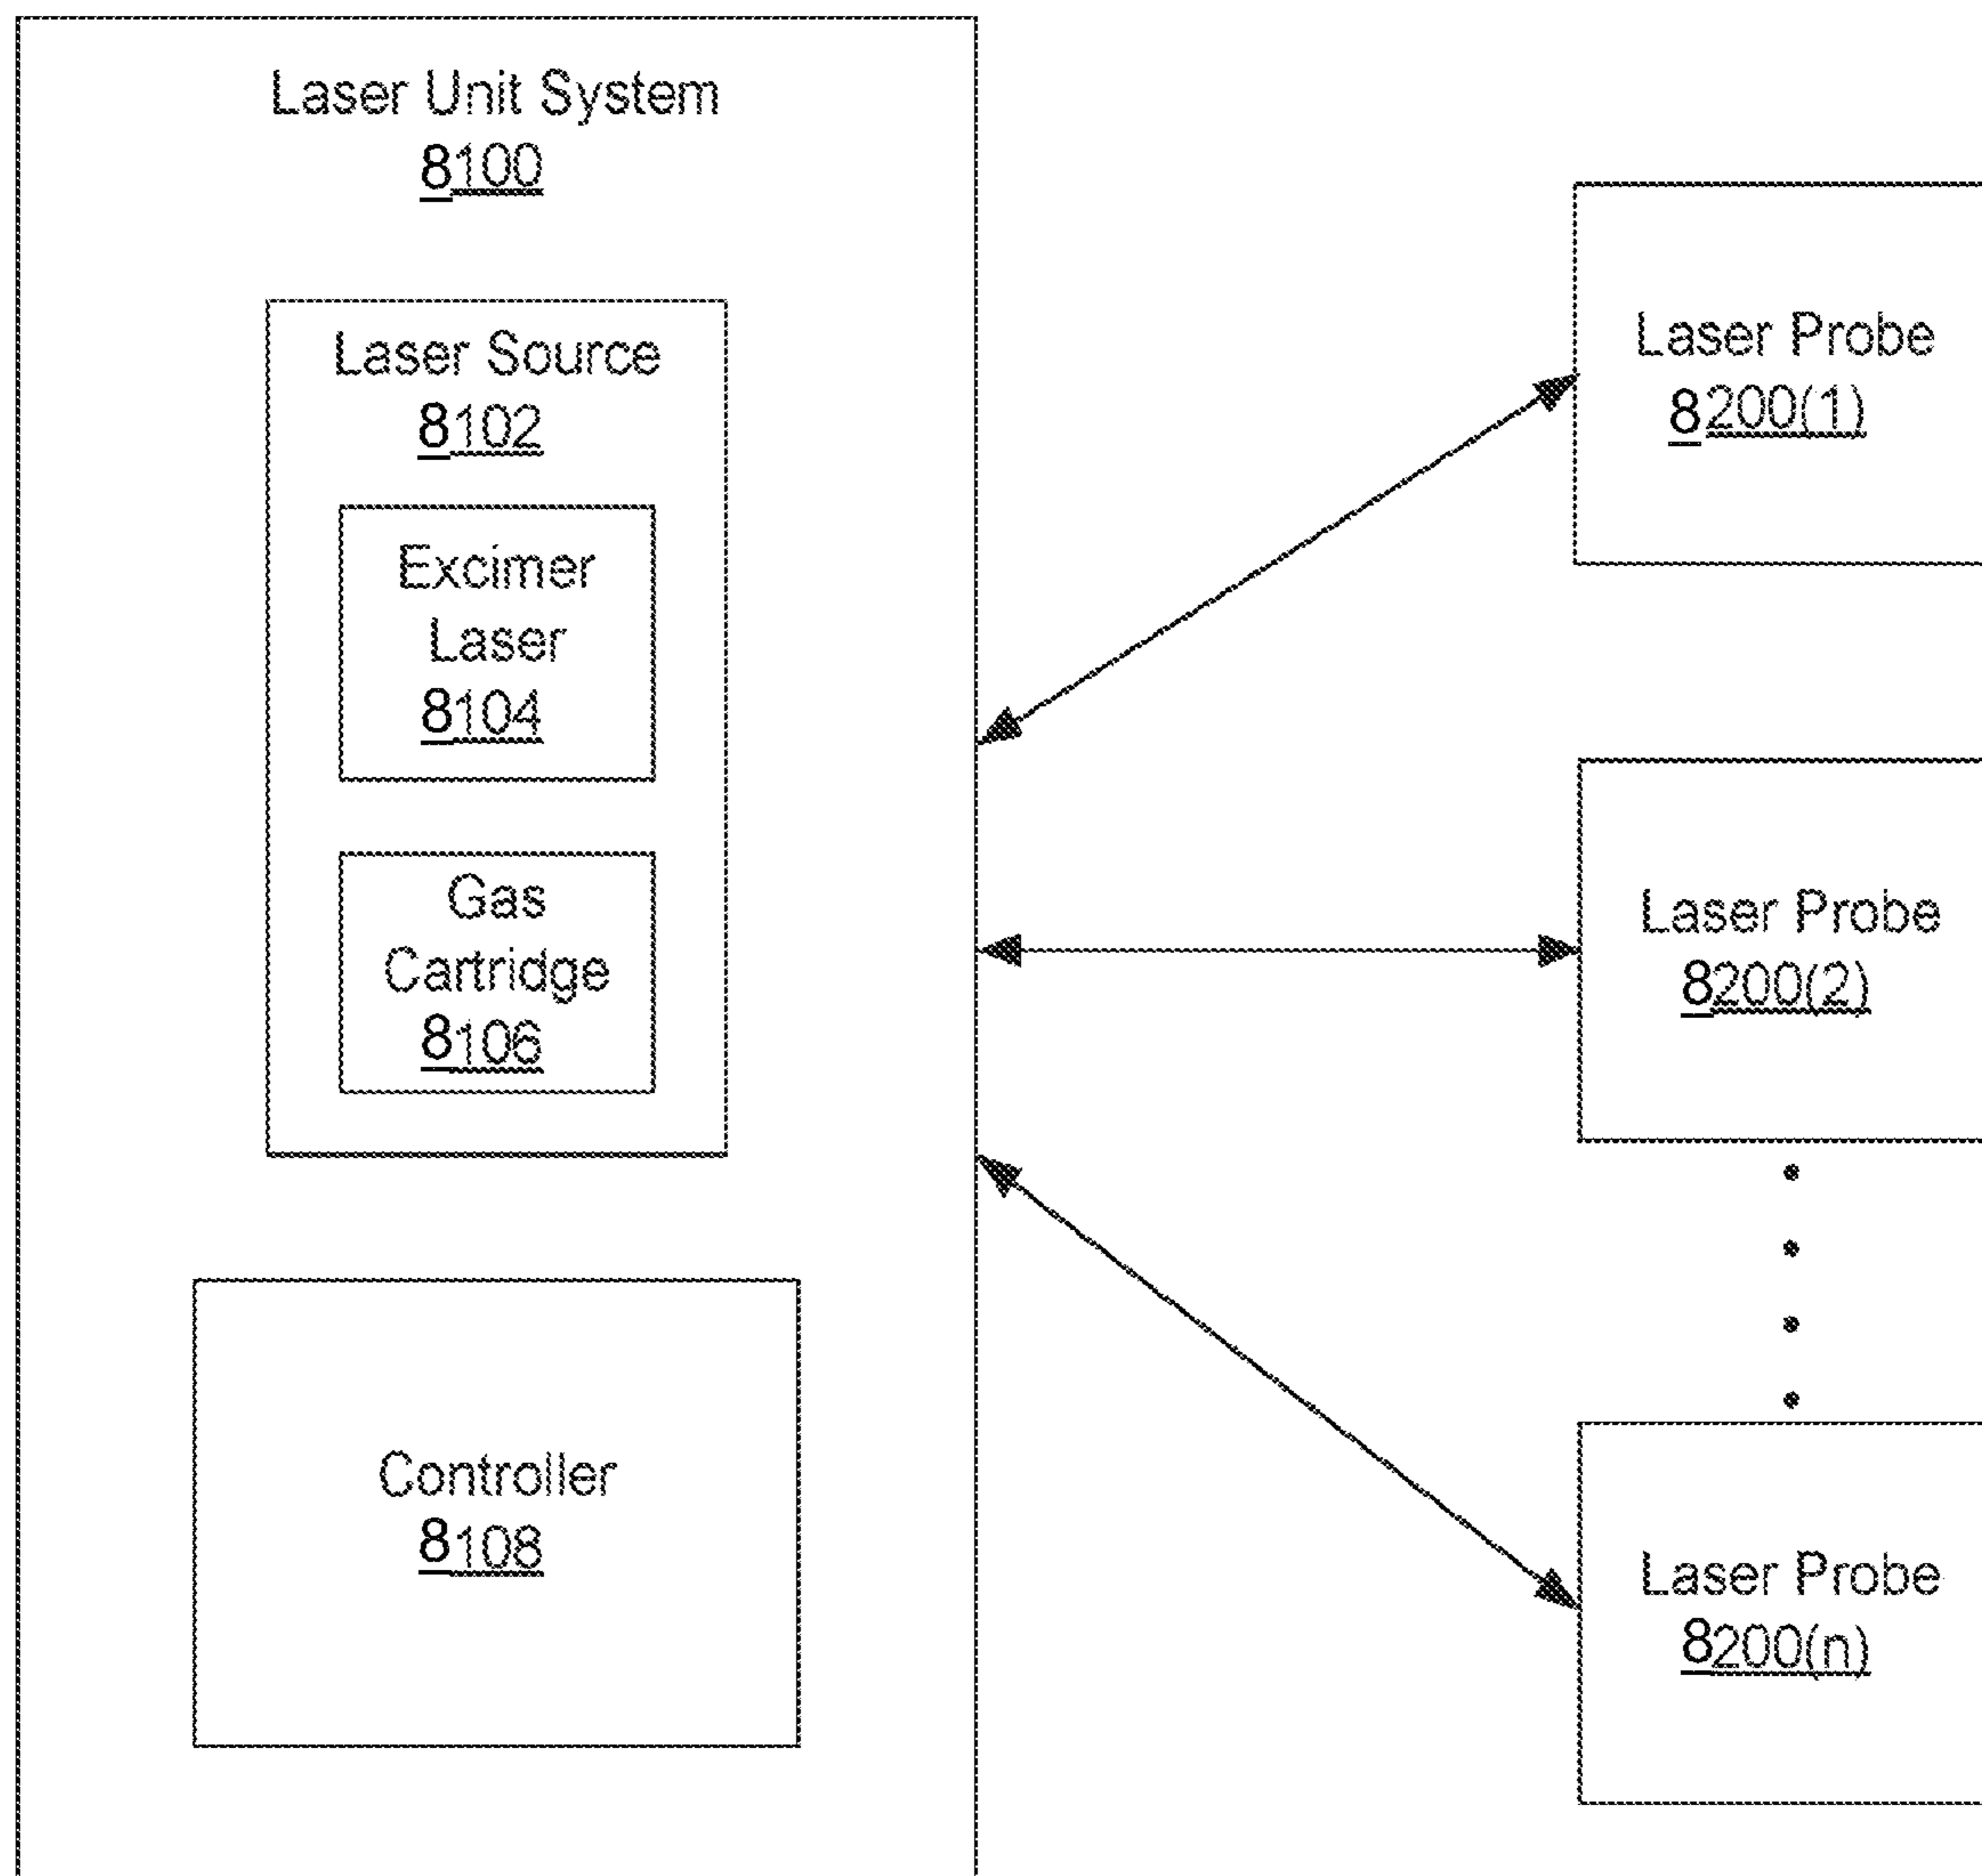 Laser Unit System
8100
Laser Source
8102
Excimer
Laser
8104
Gas
Cartridge
8106
Controller
8108
Laser Probe
8200(1)
Laser Probe
8200(2)
Laser Probe
8200(n)